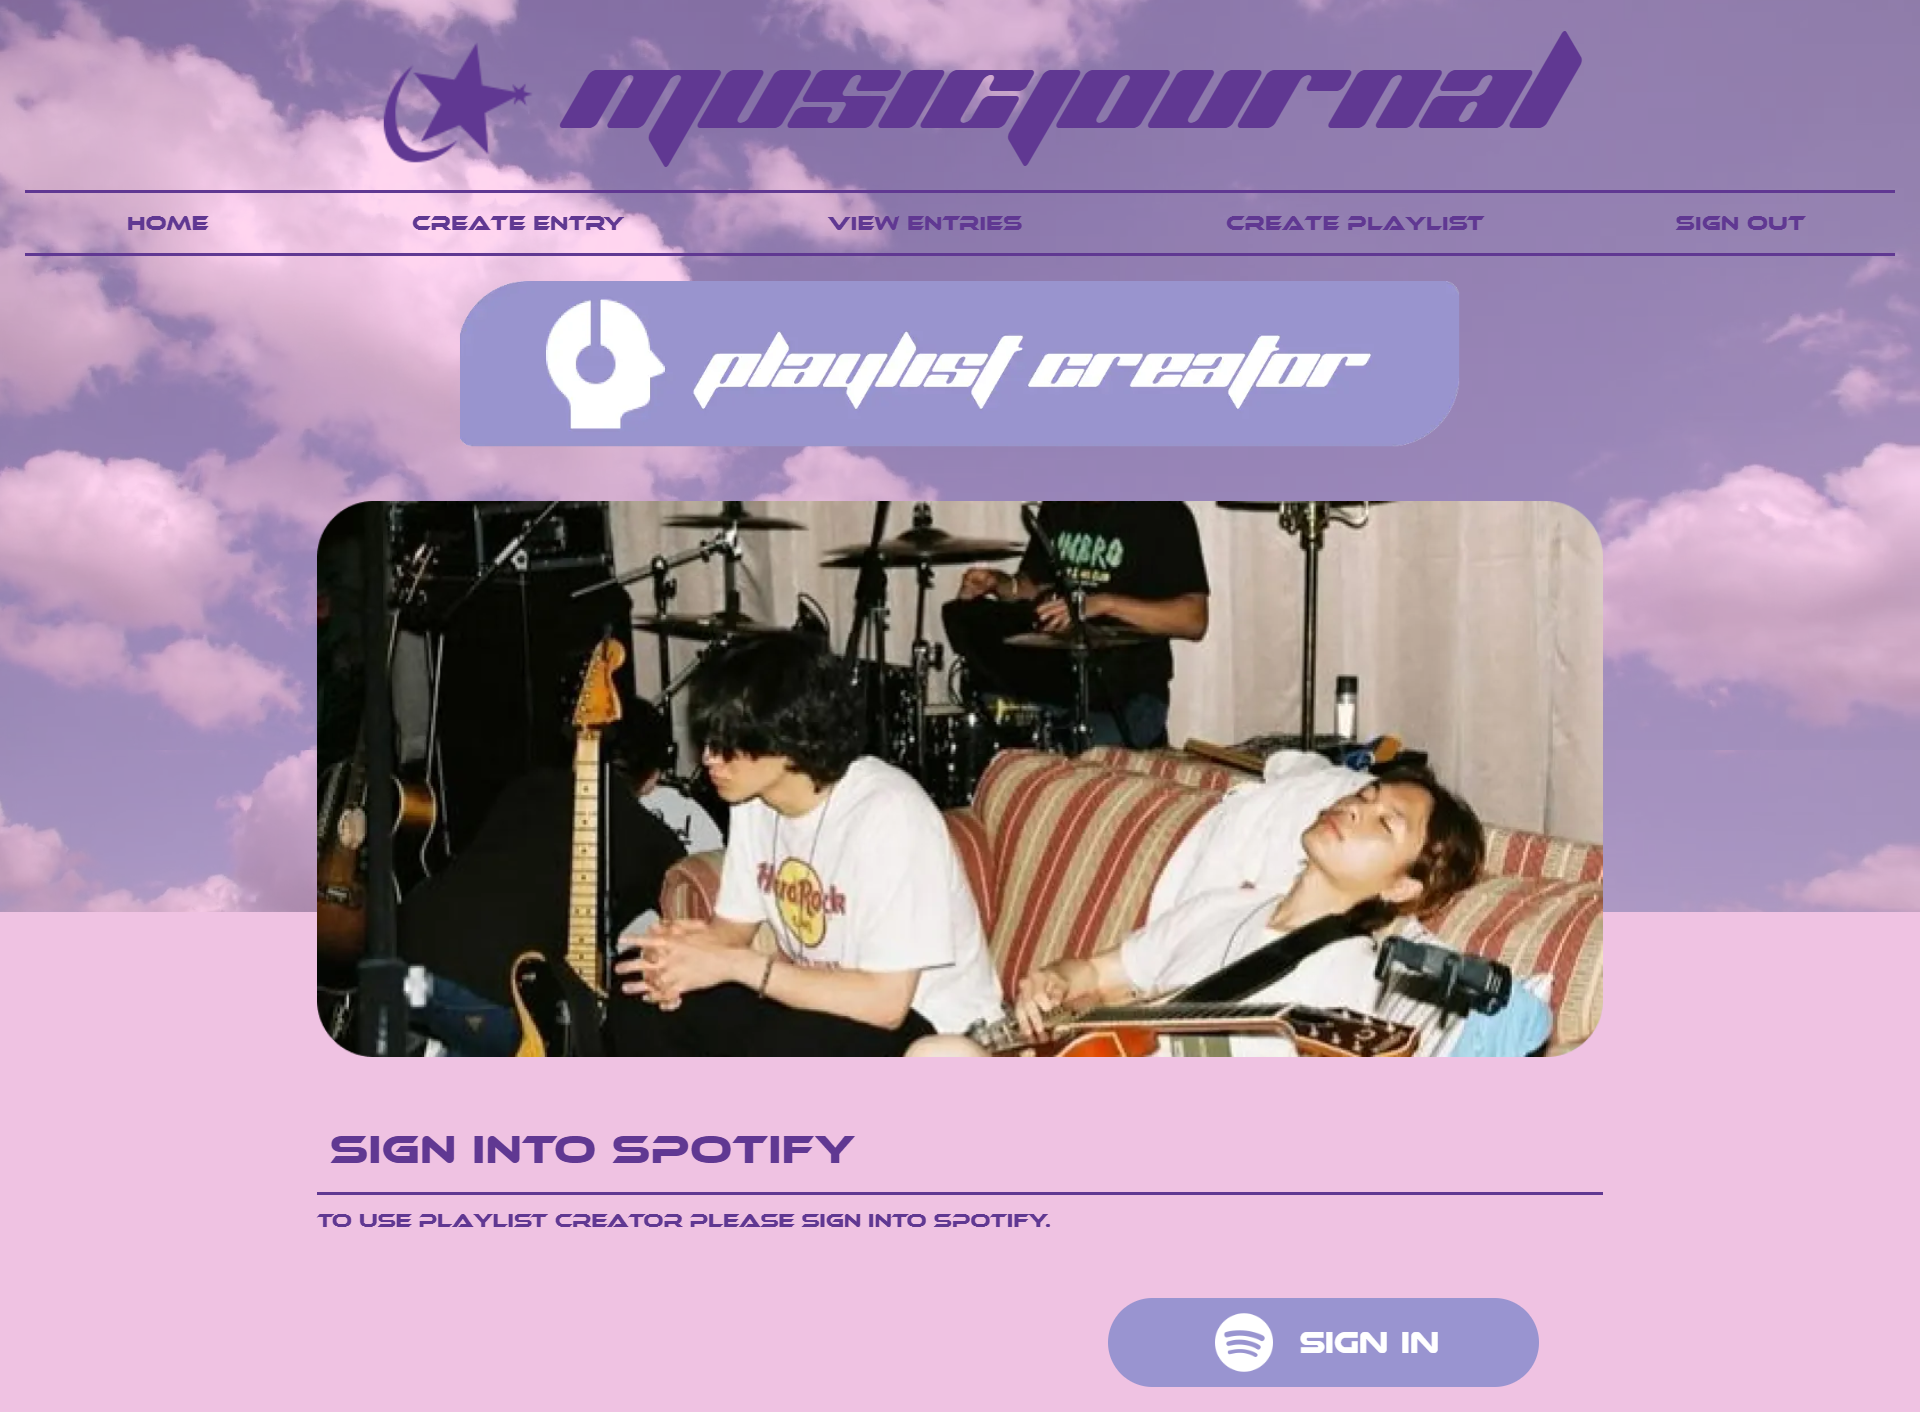 musicjournal
HOME
CREATE ENTRY
VIEW ENTRIES
CREATE PLAYLIST
SIGN OUT
playlist creator
Hard Rock
SIGN INTO SPOTIFY
TO USE PLAYLIST CREATOR PLEASE SIGN INTO SPOTIFY.
SIGN IN